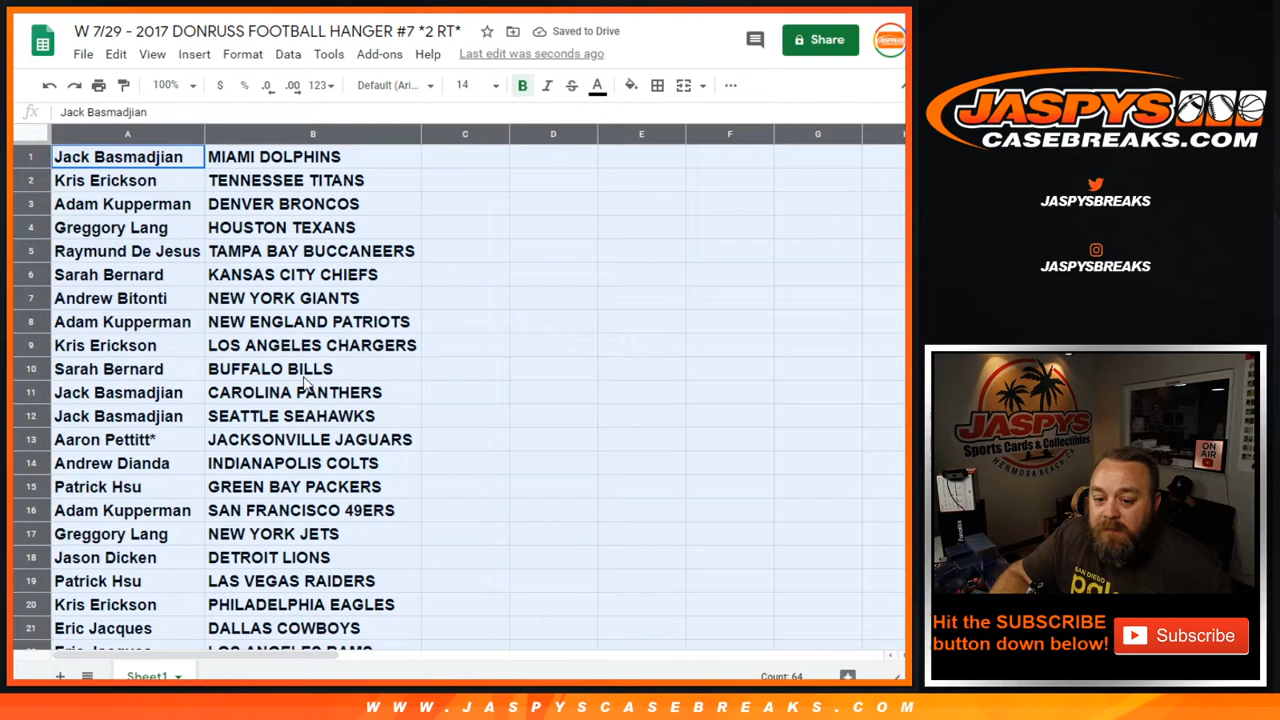 W 7/29 - 2017 DONRUSS FOOTBALL HANGER #7 *2 RT*
Saved to Drive
File Edit View Insert Format Data Tools Add-ons Help Last edit was seconds ago
Share
100% $ % .0 .00 123 Default (Ari... 14 B I S A
fx Jack Basmadjian
A B C D E F G H
1 Jack Basmadjian MIAMI DOLPHINS
2 Kris Erickson TENNESSEE TITANS
3 Adam Kupperman DENVER BRONCOS
4 Greggory Lang HOUSTON TEXANS
5 Raymund De Jesus TAMPA BAY BUCCANEERS
6 Sarah Bernard KANSAS CITY CHIEFS
7 Andrew Bitonti NEW YORK GIANTS
8 Adam Kupperman NEW ENGLAND PATRIOTS
9 Kris Erickson LOS ANGELES CHARGERS
10 Sarah Bernard BUFFALO BILLS
11 Jack Basmadjian CAROLINA PANTHERS
12 Jack Basmadjian SEATTLE SEAHAWKS
13 Aaron Pettitt* JACKSONVILLE JAGUARS
14 Andrew Dianda INDIANAPOLIS COLTS
15 Patrick Hsu GREEN BAY PACKERS
16 Adam Kupperman SAN FRANCISCO 49ERS
17 Greggory Lang NEW YORK JETS
18 Jason Dicken DETROIT LIONS
19 Patrick Hsu LAS VEGAS RAIDERS
20 Kris Erickson PHILADELPHIA EAGLES
21 Eric Jacques DALLAS COWBOYS
Eric Jacques LOS ANGELES RAMS
Sheet1
Count: 64
JASPYS
CASEBREAKS.COM
JASPYSBREAKS
JASPYSBREAKS
JASPYS
Sports Cards & Collectibles
HERMOSA BEACH, CA
ON
AIR
Fanatics
SAN DIEGO
Hit the SUBSCRIBE
button down below!
Subscribe
WWW.JASPYSCASEBREAKS.COM